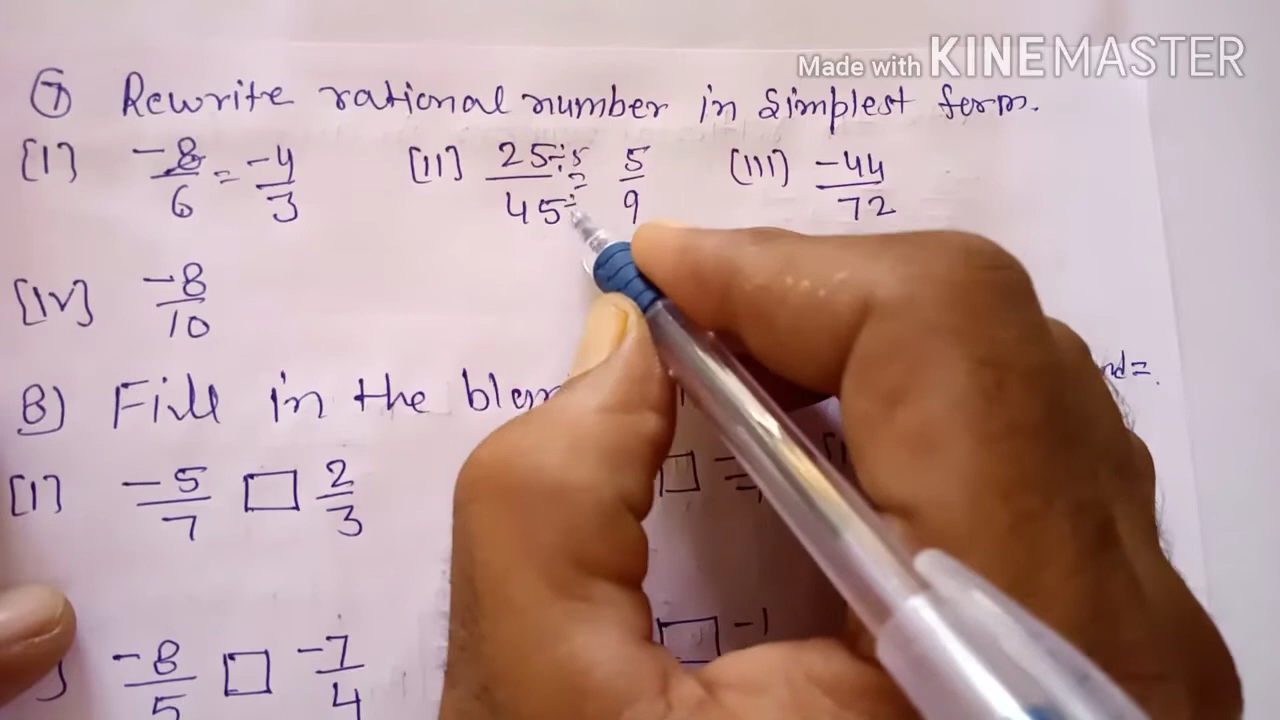 Made with KINEMASTER
⑦ Rewrite rational number in simplest form.
[I] -8/6 = -4/3 [II] 25÷5/45÷ = 5/9 [III] -44/72
[IV] -8/10
8) Fill in the
[I] -5/7 □ 2/3 □
-8/5 □ -7/4 □ -1